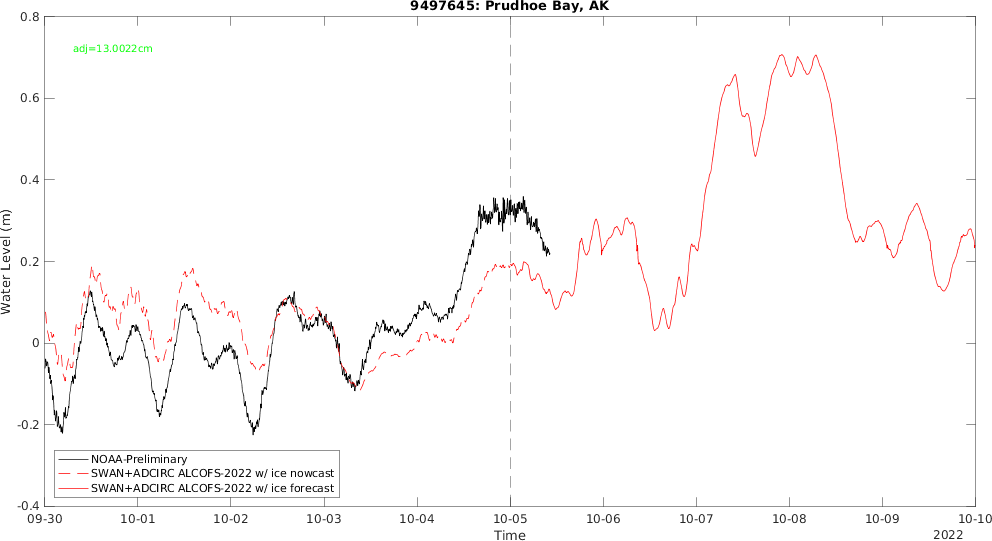 9497645: Prudhoe Bay, AK
adj=13.0022cm
0.8
0.6
0.4
0.2
0
-0.2
-0.4
Water Level (m)
NOAA-Preliminary
SWAN+ADCIRC ALCOFS-2022 w/ ice nowcast
SWAN+ADCIRC ALCOFS-2022 w/ ice forecast
09-30 10-01 10-02 10-03 10-04 10-05 10-06 10-07 10-08 10-09 10-10
Time
2022